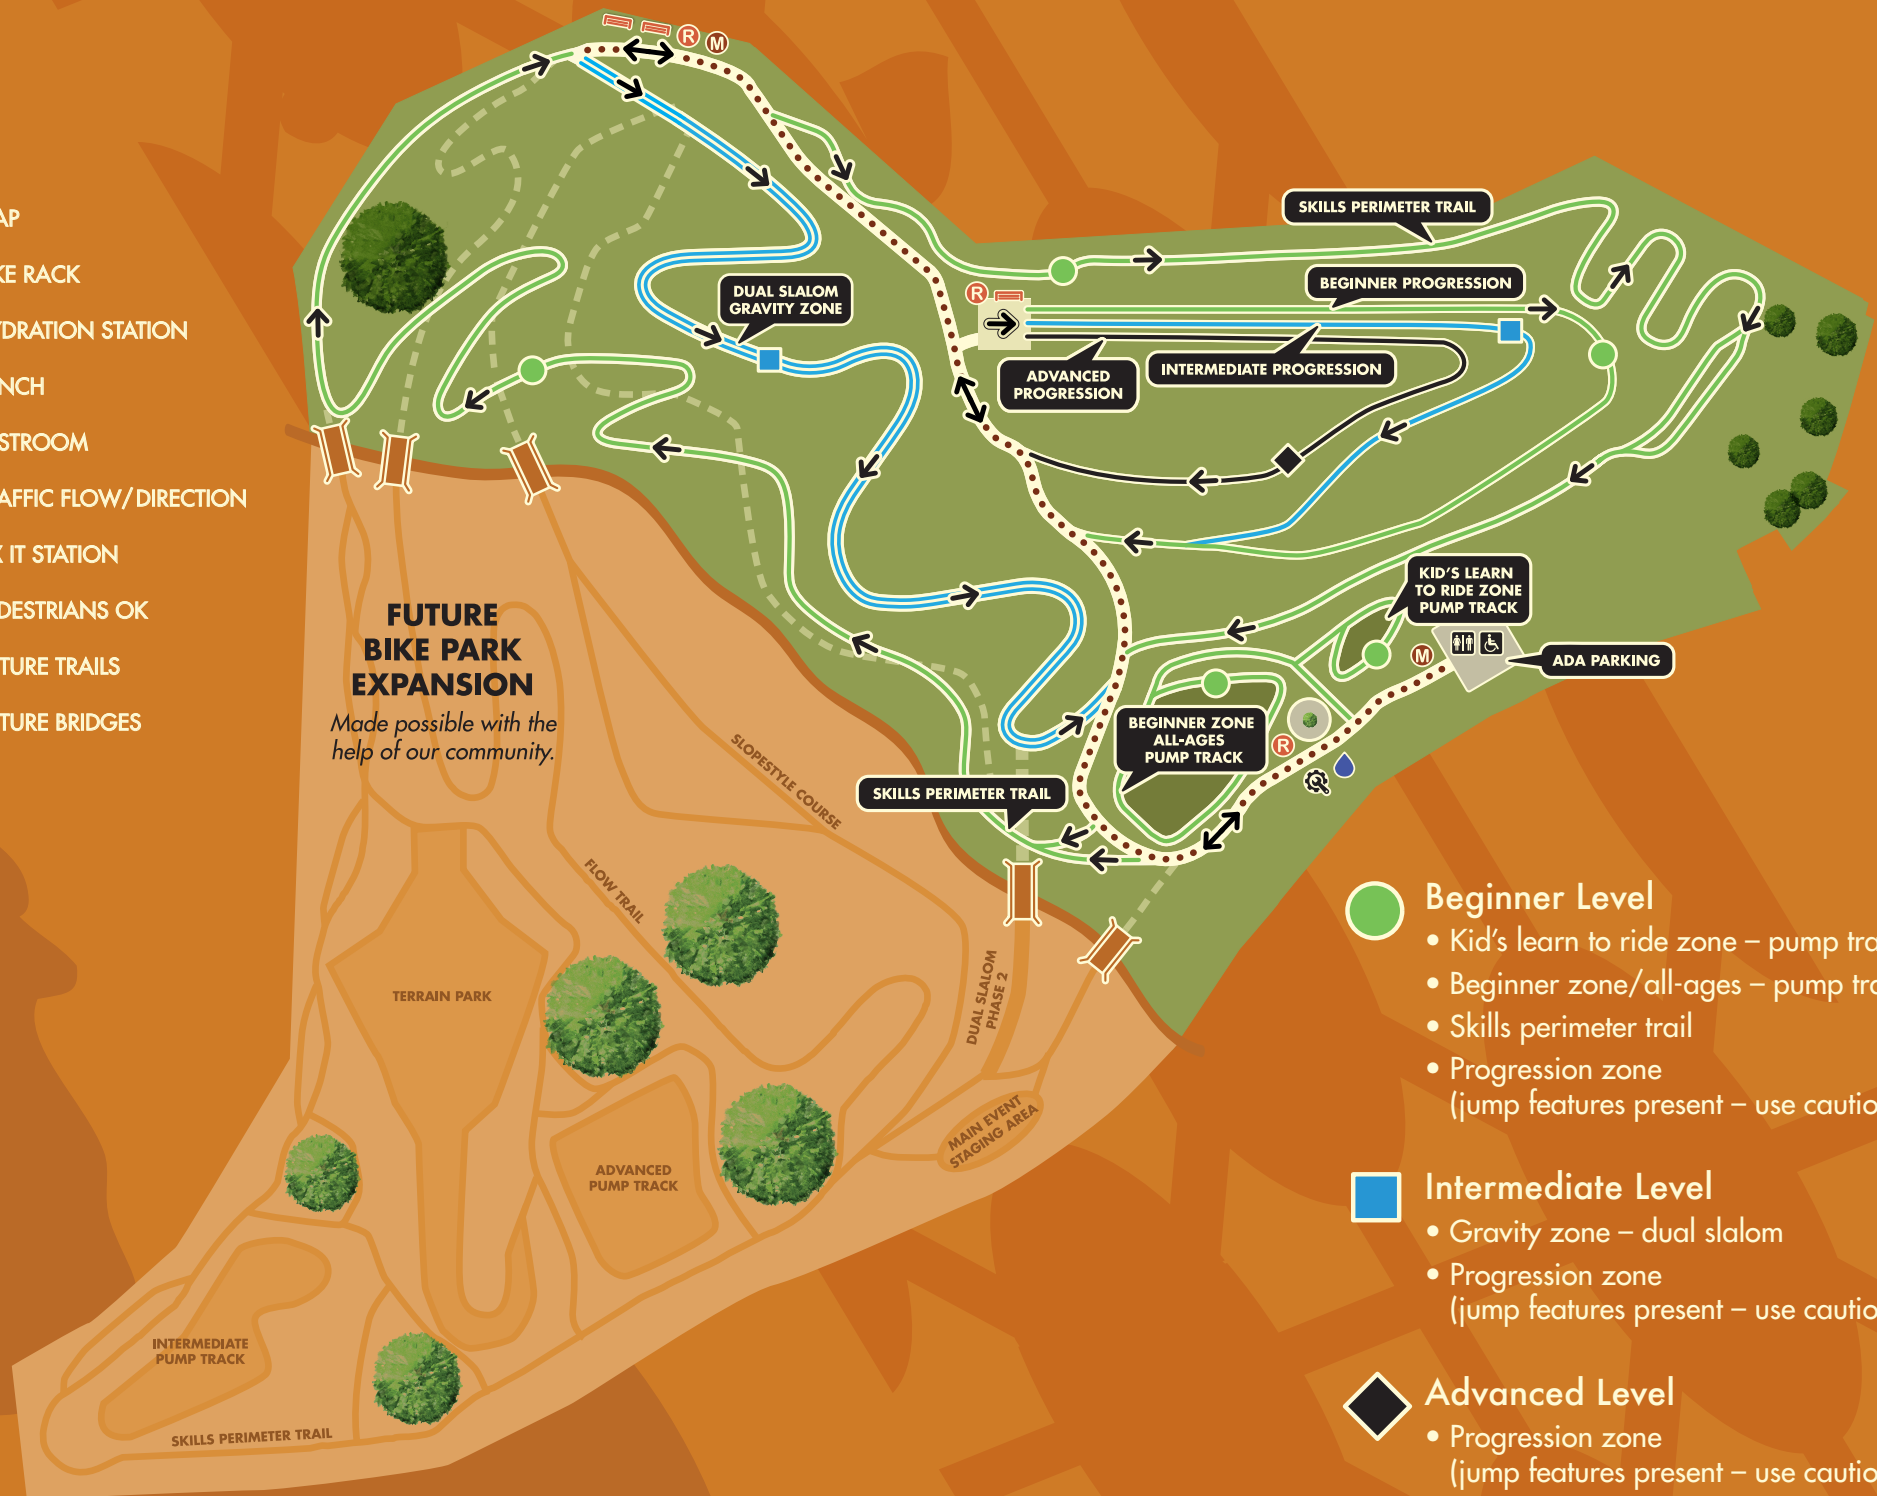 R M
SKILLS PERIMETER TRAIL
AP
KE RACK
YDRATION STATION
NCH
STROOM
AFFIC FLOW/DIRECTION
X IT STATION
DESTRIANS OK
TURE TRAILS
TURE BRIDGES
DUAL SLALOM
GRAVITY ZONE
R
BEGINNER PROGRESSION
ADVANCED
PROGRESSION
INTERMEDIATE PROGRESSION
KID'S LEARN
TO RIDE ZONE
PUMP TRACK
M
ADA PARKING
BEGINNER ZONE
ALL-AGES
PUMP TRACK
R
SKILLS PERIMETER TRAIL
FUTURE
BIKE PARK
EXPANSION
Made possible with the
help of our community.
SLOPESTYLE COURSE
FLOW TRAIL
TERRAIN PARK
DUAL SLALOM
PHASE 2
MAIN EVENT
STAGING AREA
ADVANCED
PUMP TRACK
INTERMEDIATE
PUMP TRACK
SKILLS PERIMETER TRAIL
Beginner Level
• Kid's learn to ride zone – pump tra
• Beginner zone/all-ages – pump tra
• Skills perimeter trail
• Progression zone
(jump features present – use cautio
Intermediate Level
• Gravity zone – dual slalom
• Progression zone
(jump features present – use cautio
Advanced Level
• Progression zone
(jump features present – use cautio